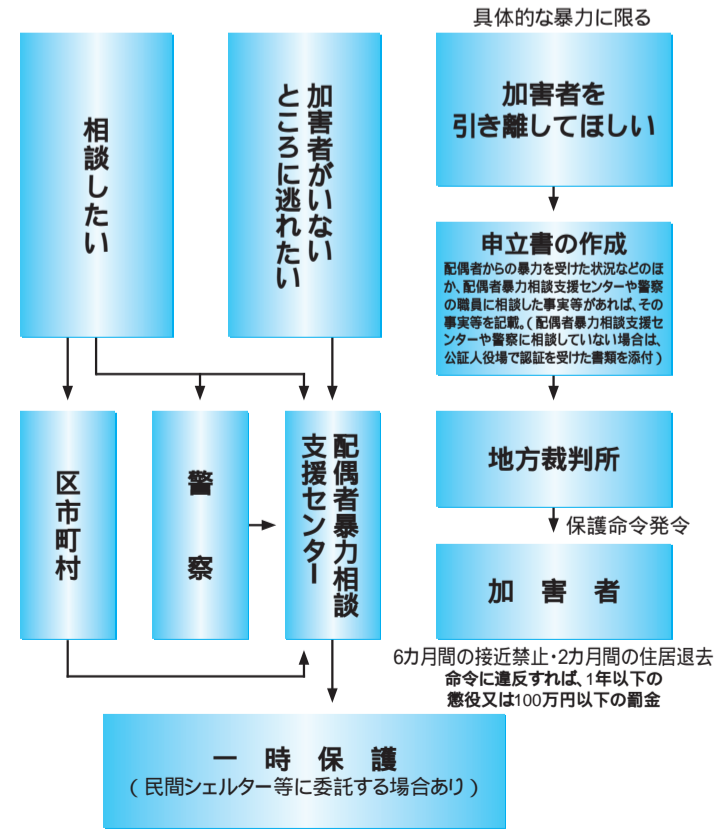 相談したい
加害者がいない
ところに逃れたい
具体的な暴力に限る
加害者を
引き離してほしい
申立書の作成
配偶者からの暴力を受けた状況などのほ
か、配偶者暴力相談支援センターや警察
の職員に相談した事実等があれば、その
事実等を記載。(配偶者暴力相談支援セ
ンターや警察に相談していない場合は、
公証人役場で認証を受けた書類を添付)
区市町村
警察
配偶者暴力相談
支援センター
地方裁判所
保護命令発令
加害者
6カ月間の接近禁止・2カ月間の住居退去
命令に違反すれば、1年以下の
懲役又は100万円以下の罰金
一時保護
(民間シェルター等に委託する場合あり)